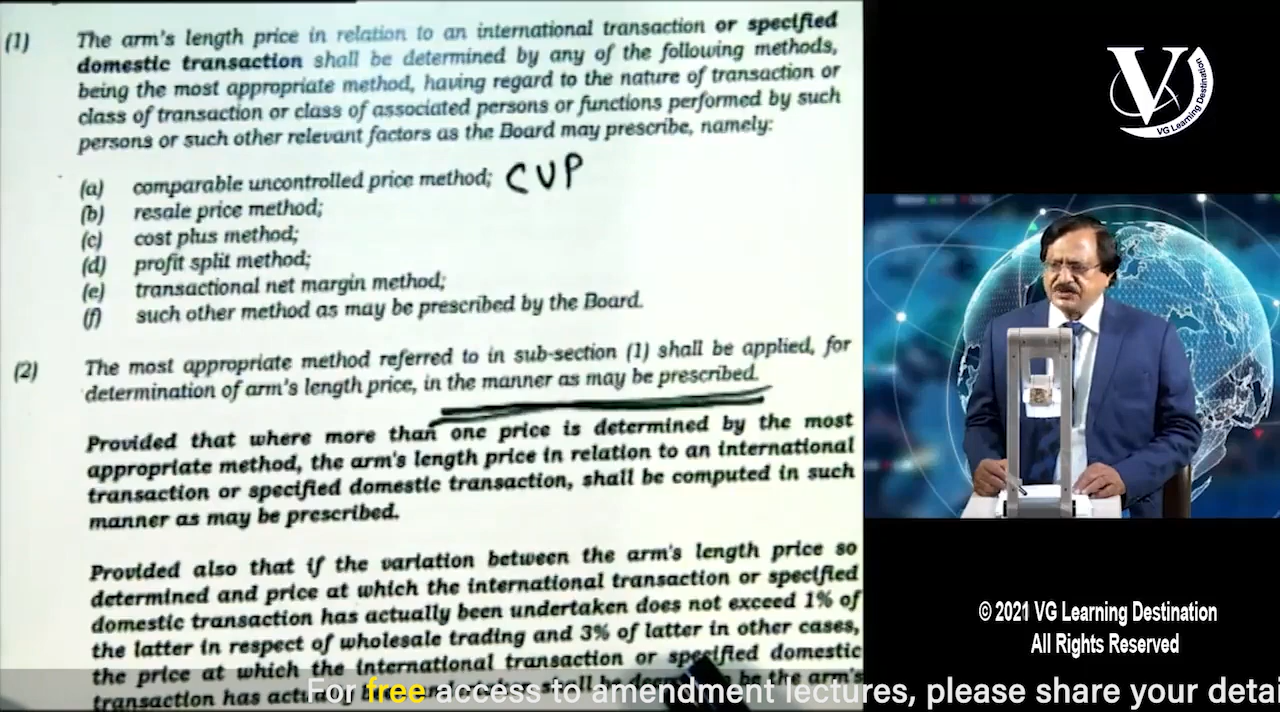 (1) The arm's length price in relation to an international transaction or specified
domestic transaction shall be determined by any of the following methods,
being the most appropriate method, having regard to the nature of transaction or
class of transaction or class of associated persons or functions performed by such
persons or such other relevant factors as the Board may prescribe, namely:
(a) comparable uncontrolled price method; CUP
(b) resale price method;
(c) cost plus method;
(d) profit split method;
(e) transactional net margin method;
(f) such other method as may be prescribed by the Board.
(2) The most appropriate method referred to in sub-section (1) shall be applied, for
determination of arm's length price, in the manner as may be prescribed.
Provided that where more than one price is determined by the most
appropriate method, the arm's length price in relation to an international
transaction or specified domestic transaction, shall be computed in such
manner as may be prescribed.
Provided also that if the variation between the arm's length price so
determined and price at which the international transaction or specified
domestic transaction has actually been undertaken does not exceed 1% of
the latter in respect of wholesale trading and 3% of latter in other cases,
the price at which the international transaction or specified domestic
transaction has be the arm's
For free access to amendment lectures, please share your detai
V
VG Learning Destination
© 2021 VG Learning Destination
All Rights Reserved